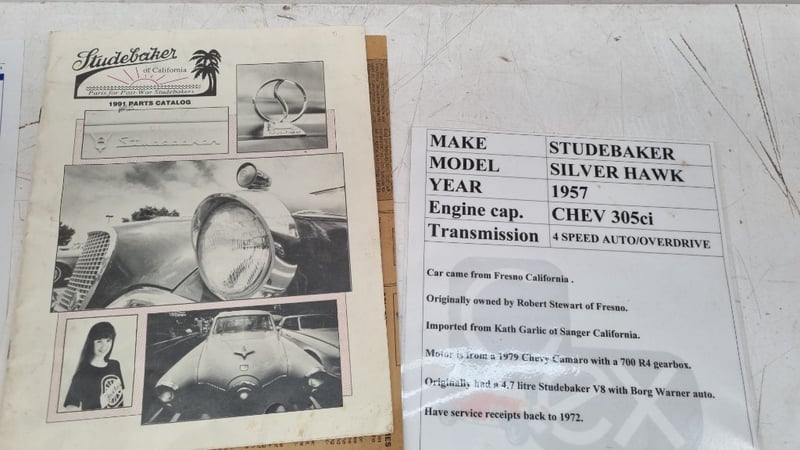 Studebaker
of California
Parts for Post-War Studebakers
1991 PARTS CATALOG
MAKE STUDEBAKER
MODEL SILVER HAWK
YEAR 1957
Engine cap. CHEV 305ci
Transmission 4 SPEED AUTO/OVERDRIVE
Car came from Fresno California .
Originally owned by Robert Stewart of Fresno.
Imported from Kath Garlic of Sanger California.
Motor is from a 1979 Chevy Camaro with a 700 R4 gearbox.
Originally had a 4.7 litre Studebaker V8 with Borg Warner auto.
Have service receipts back to 1972.